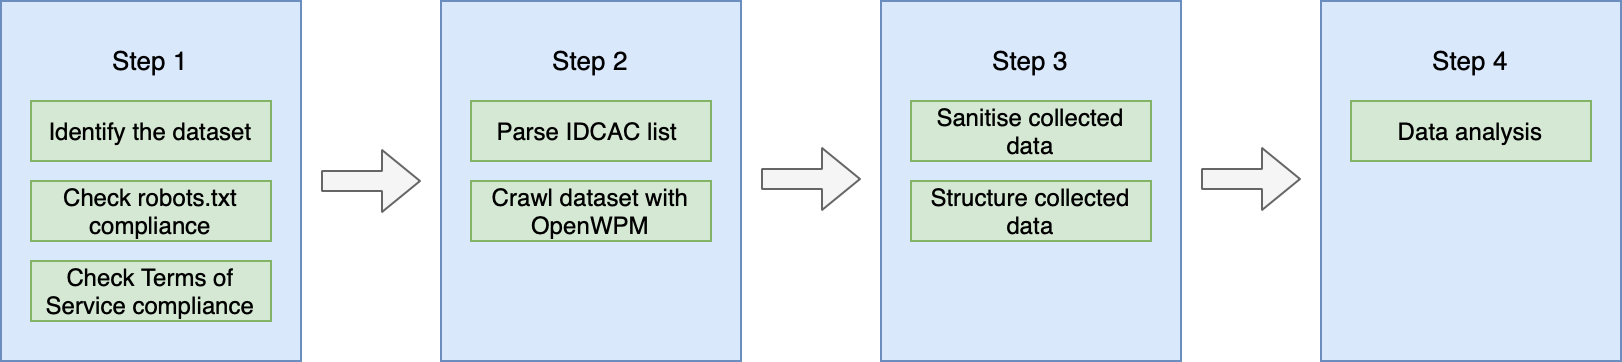 Step 1
Identify the dataset
Check robots.txt
compliance
Check Terms of
Service compliance
Step 2
Parse IDCAC list
Crawl dataset with
OpenWPM
Step 3
Sanitise collected
data
Structure collected
data
Step 4
Data analysis